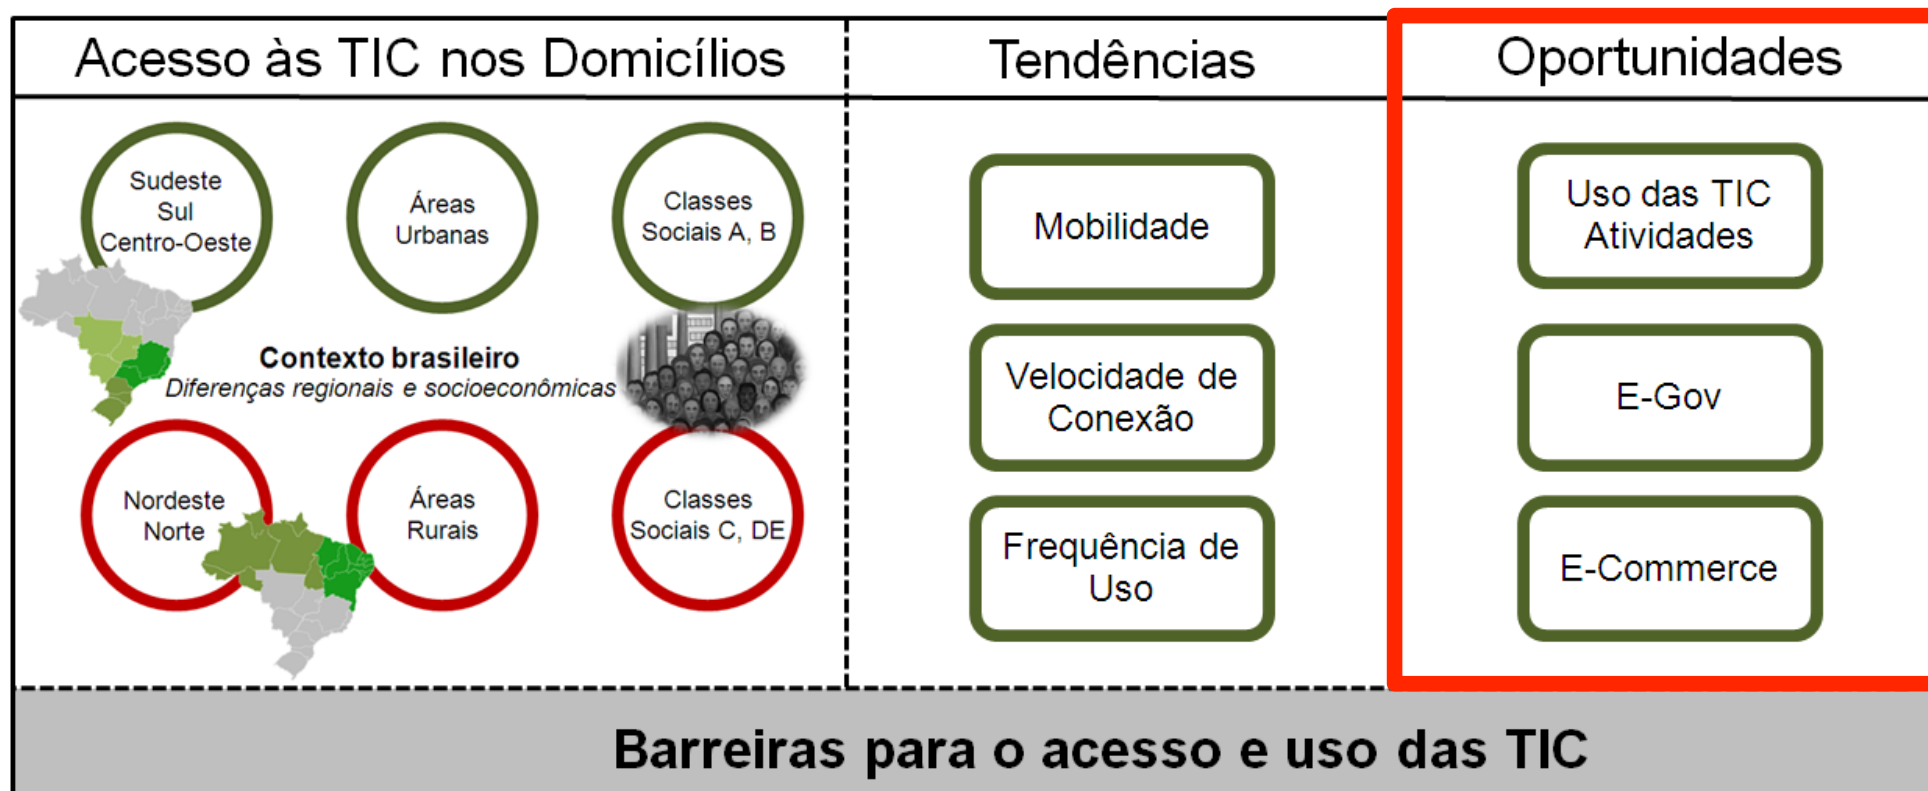 Acesso às TIC nos Domicílios
Sudeste
Sul
Centro-Oeste
Áreas
Urbanas
Classes
Sociais A, B
Contexto brasileiro
Diferenças regionais e socioeconômicas
Nordeste
Norte
Áreas
Rurais
Classes
Sociais C, DE
Tendências
Mobilidade
Velocidade de
Conexão
Frequência de
Uso
Oportunidades
Uso das TIC
Atividades
E-Gov
E-Commerce
Barreiras para o acesso e uso das TIC